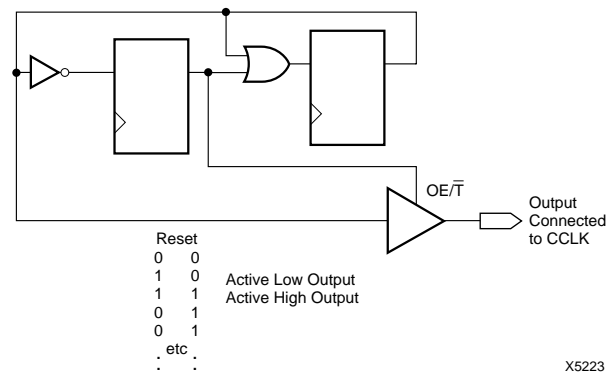 OE/T̅
Output
Connected
to CCLK
Reset
0 0
1 0 Active Low Output
1 1 Active High Output
0 1
0 1
etc
. .
. .
X5223